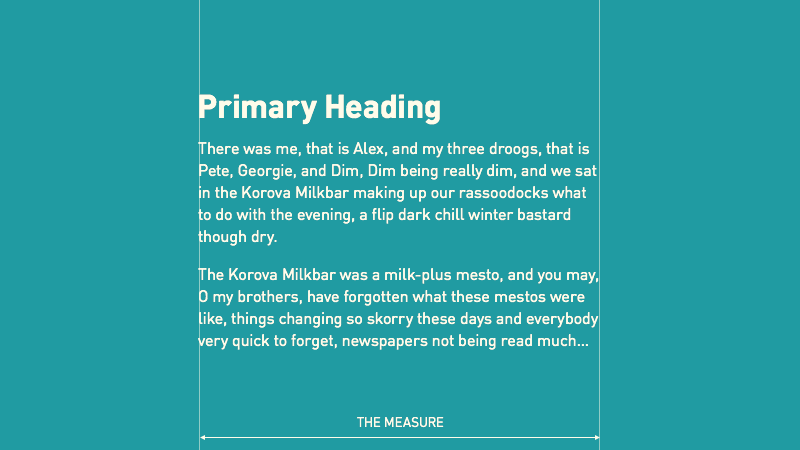 Primary Heading
There was me, that is Alex, and my three droogs, that is
Pete, Georgie, and Dim, Dim being really dim, and we sat
in the Korova Milkbar making up our rassoodocks what
to do with the evening, a flip dark chill winter bastard
though dry.
The Korova Milkbar was a milk-plus mesto, and you may,
O my brothers, have forgotten what these mestos were
like, things changing so skorry these days and everybody
very quick to forget, newspapers not being read much...
THE MEASURE